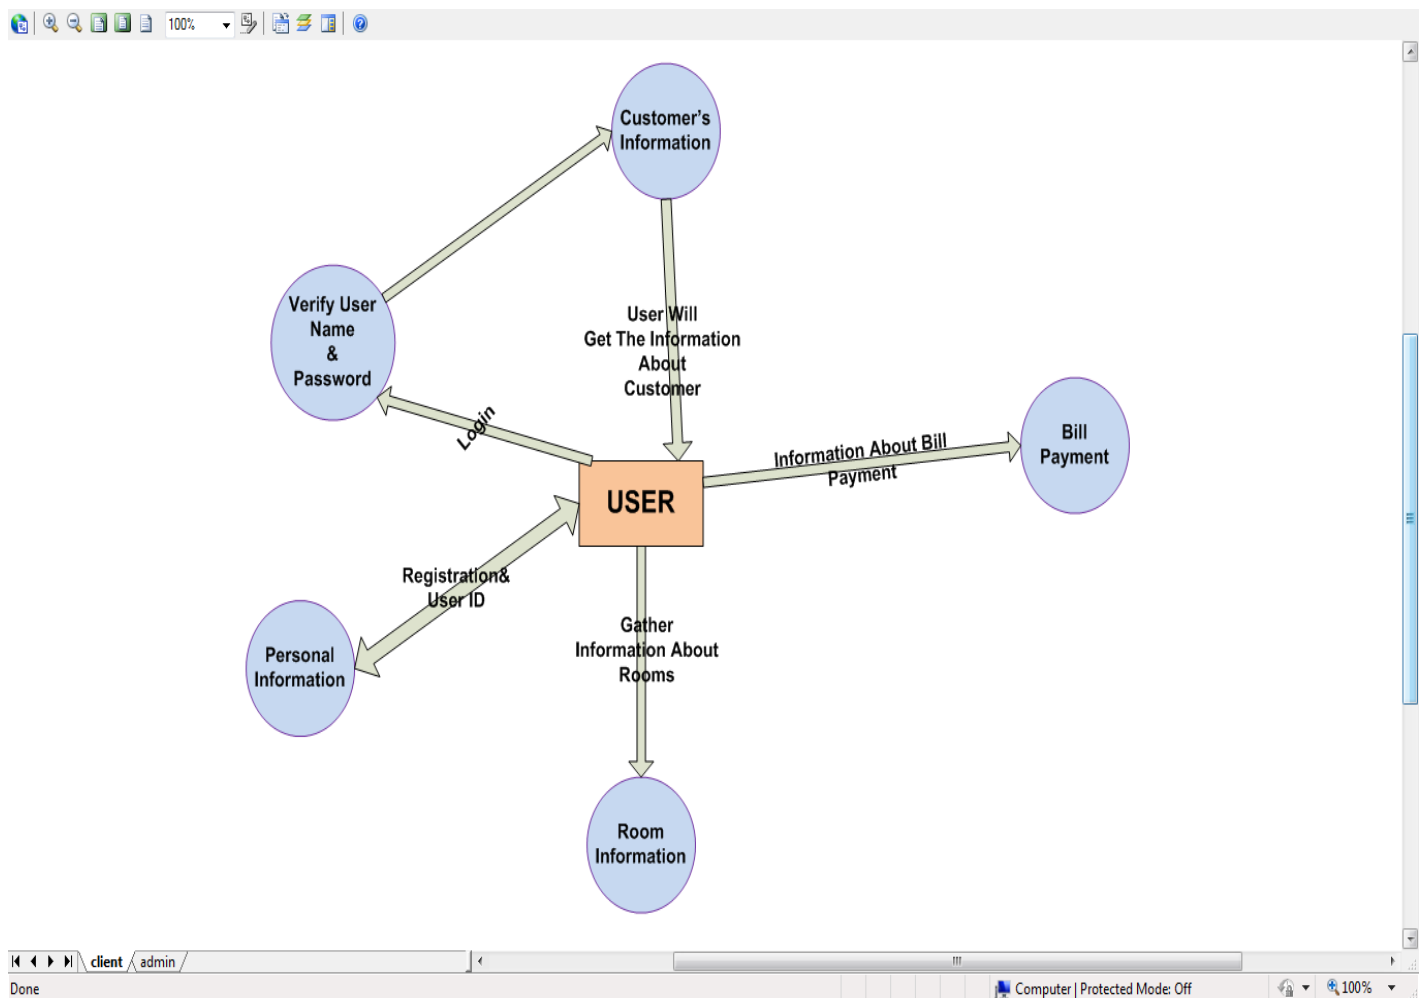 100%
Customer's
Information
Verify User
Name
&
Password
User Will
Get The Information
About
Customer
Login
Bill
Payment
Information About Bill
Payment
USER
Registration&
User ID
Gather
Information About
Rooms
Personal
Information
Room
Information
client
admin
Done
Computer | Protected Mode: Off
100%